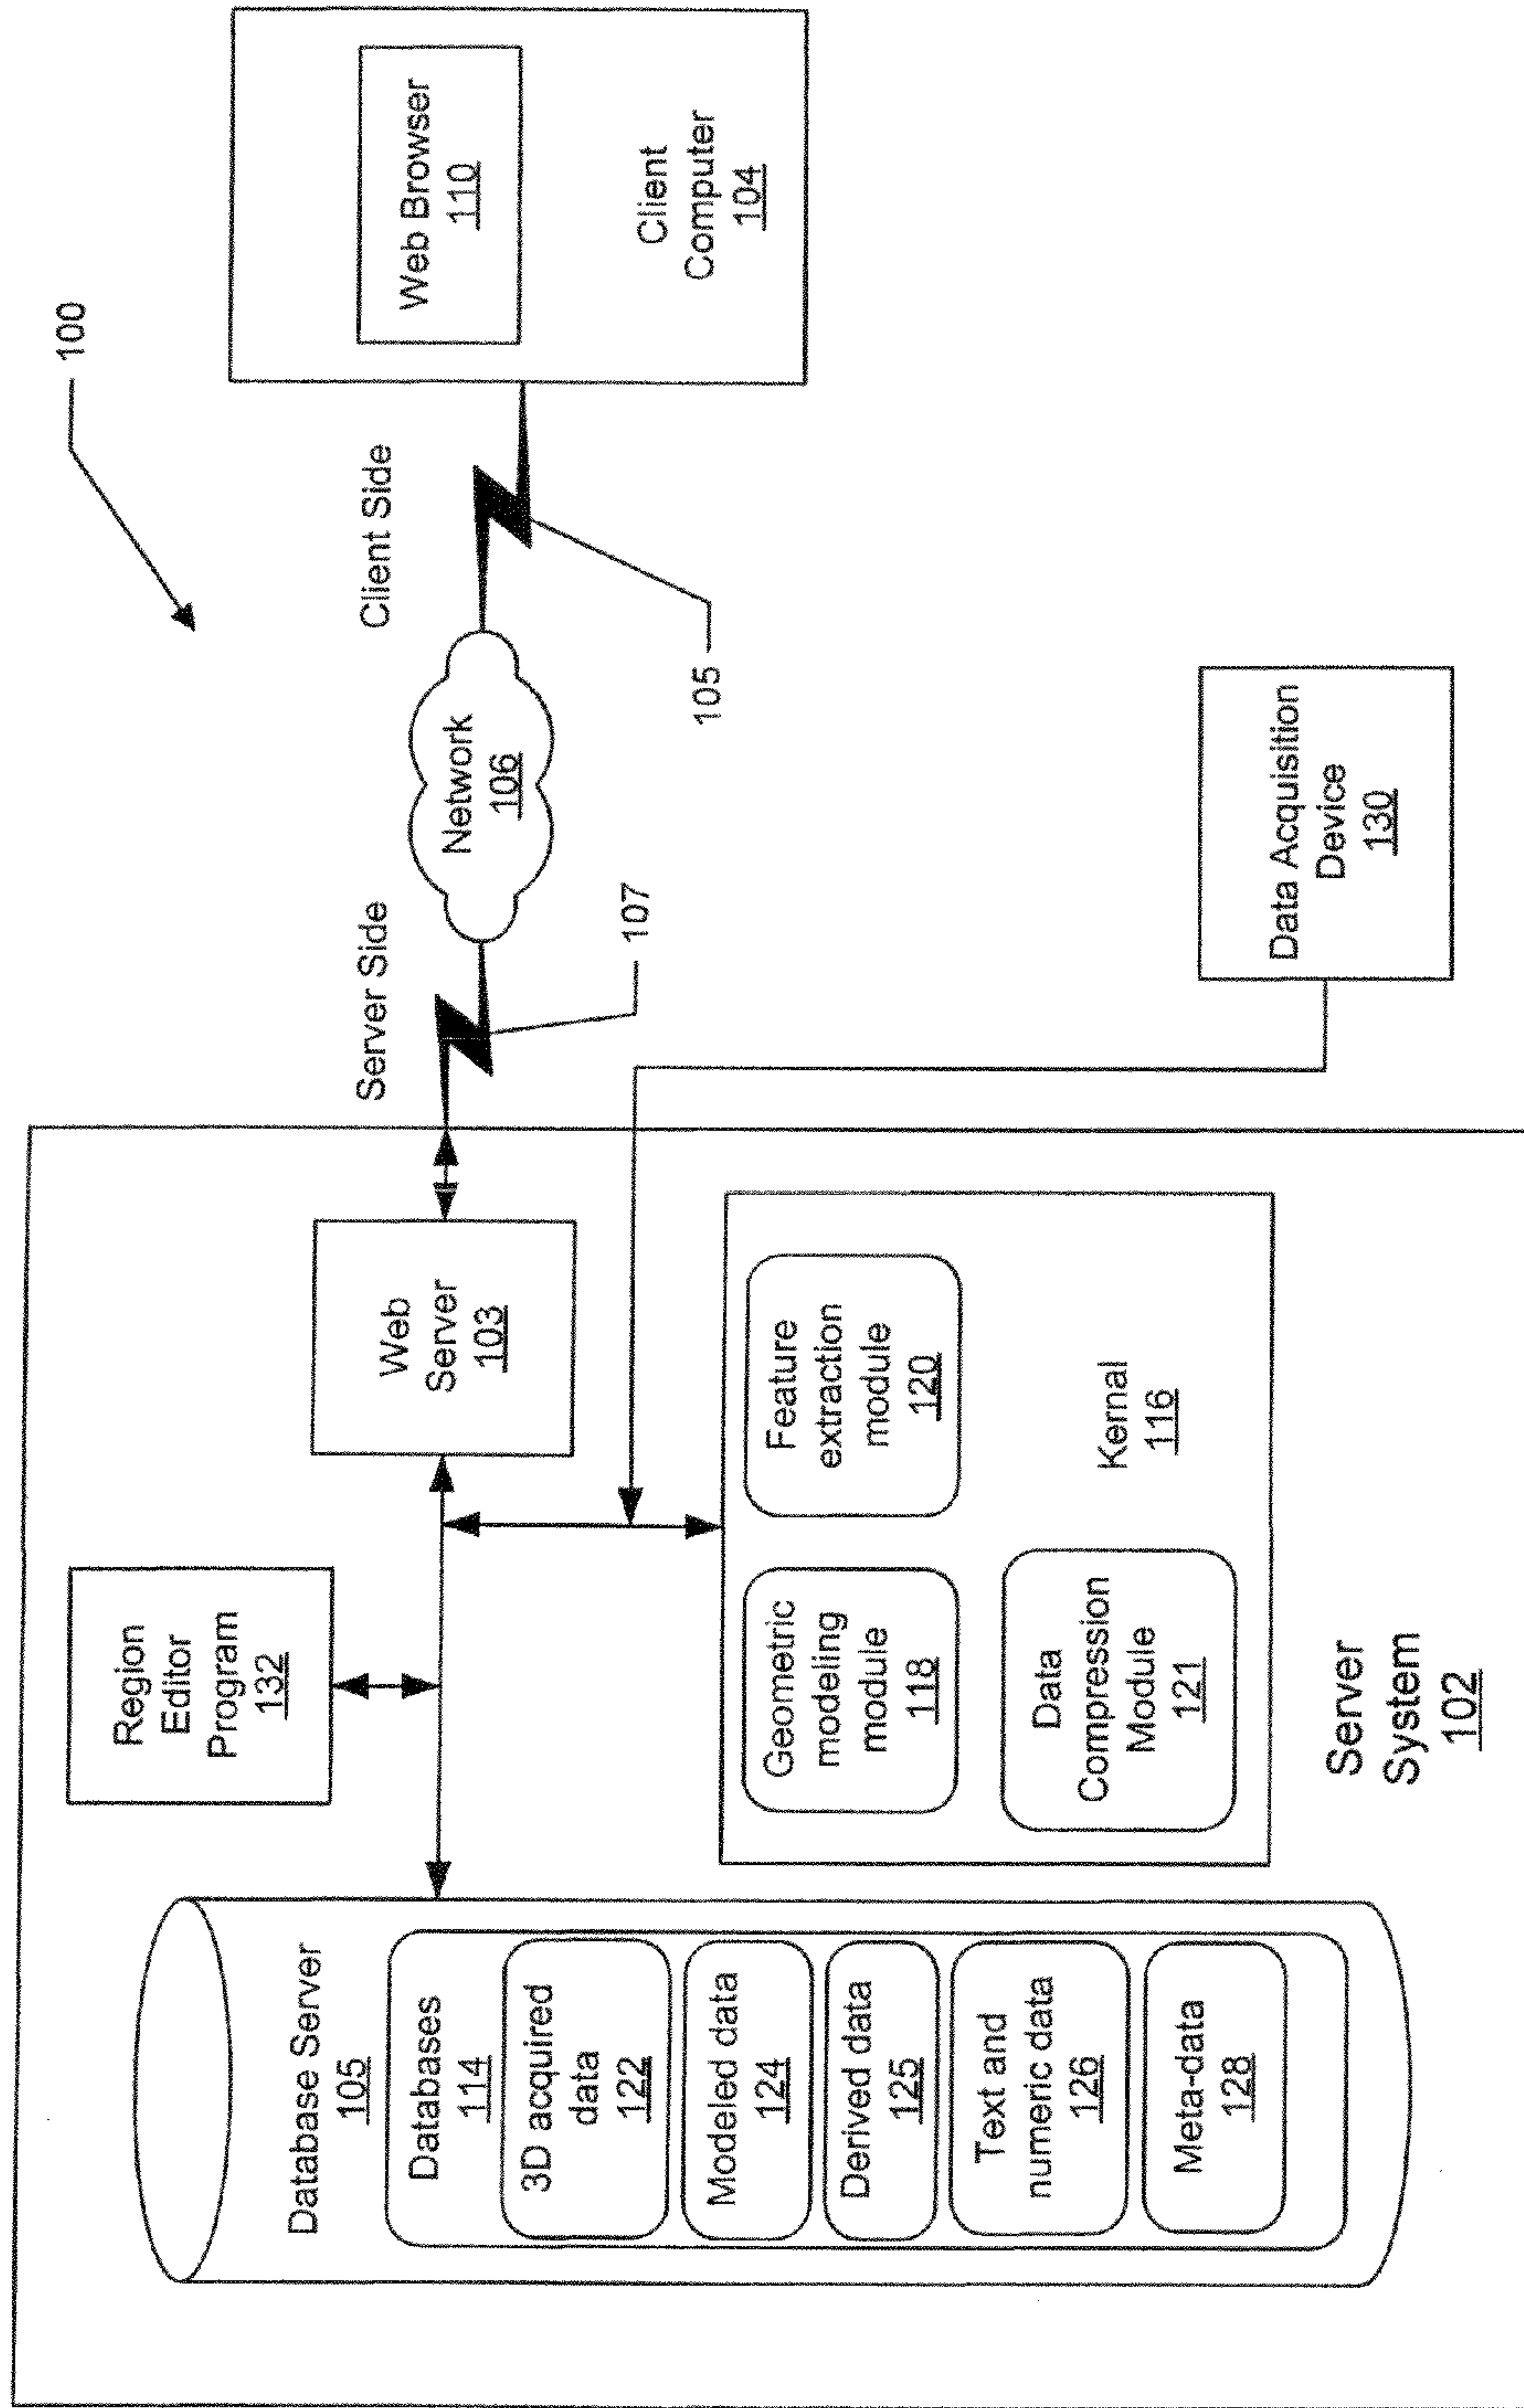 100
Region
Editor
Program
132
Web
Server
103
Server Side
107
Network
106
Client Side
105
Web Browser
110
Client
Computer
104
Database Server
105
Databases
114
3D acquired
data
122
Modeled data
124
Derived data
125
Text and
numeric data
126
Meta-data
128
Geometric
modeling
module
118
Feature
extraction
module
120
Data
Compression
Module
121
Kernal
116
Server
System
102
Data Acquisition
Device
130